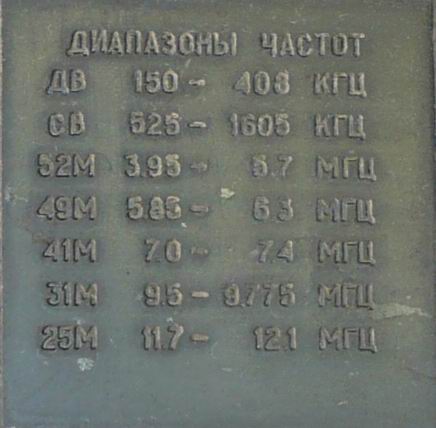 ДИАПАЗОНЫ ЧАСТОТ
ДВ 150 - 408 КГЦ
СВ 525 - 1605 КГЦ
52М 3.95 - 5.7 МГЦ
49М 5.85 - 6.3 МГЦ
41М 7.0 - 7.4 МГЦ
31М 9.5 - 9.775 МГЦ
25М 11.7 - 12.1 МГЦ